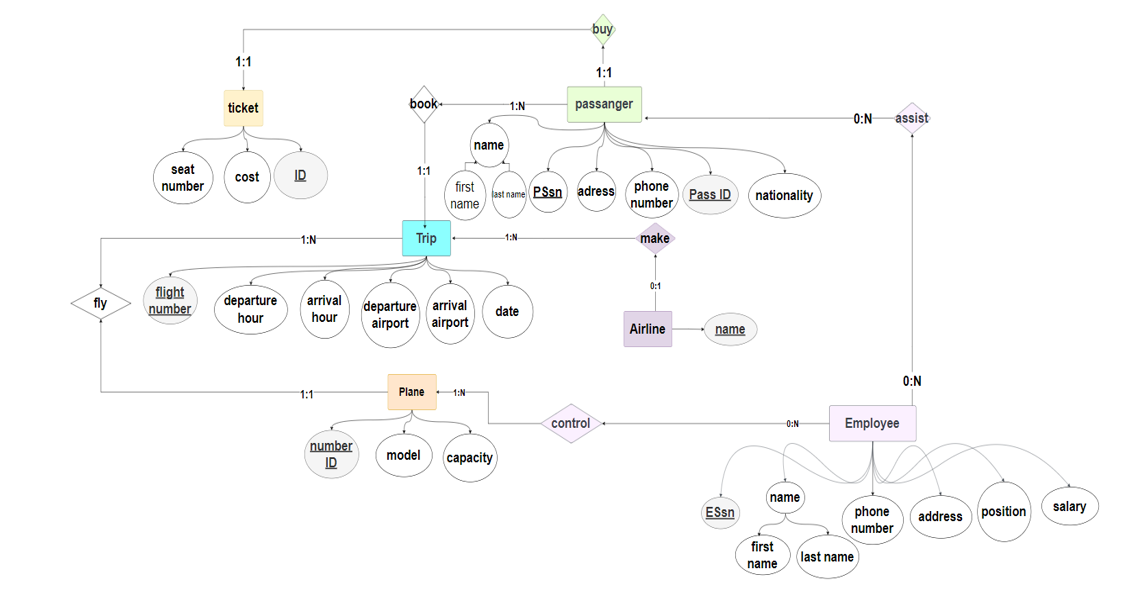 buy
1:1
1:1
ticket
book
1:N
passanger
0:N
assist
name
seat
number
cost
ID
1:1
first
name
last name
PSsn
adress
phone
number
Pass ID
nationality
1:N
Trip
1:N
make
fly
flight
number
departure
hour
arrival
hour
departure
airport
arrival
airport
date
0:1
Airline
name
1:1
Plane
1:N
control
0:N
Employee
0:N
number
ID
model
capacity
ESsn
name
phone
number
address
position
salary
first
name
last name